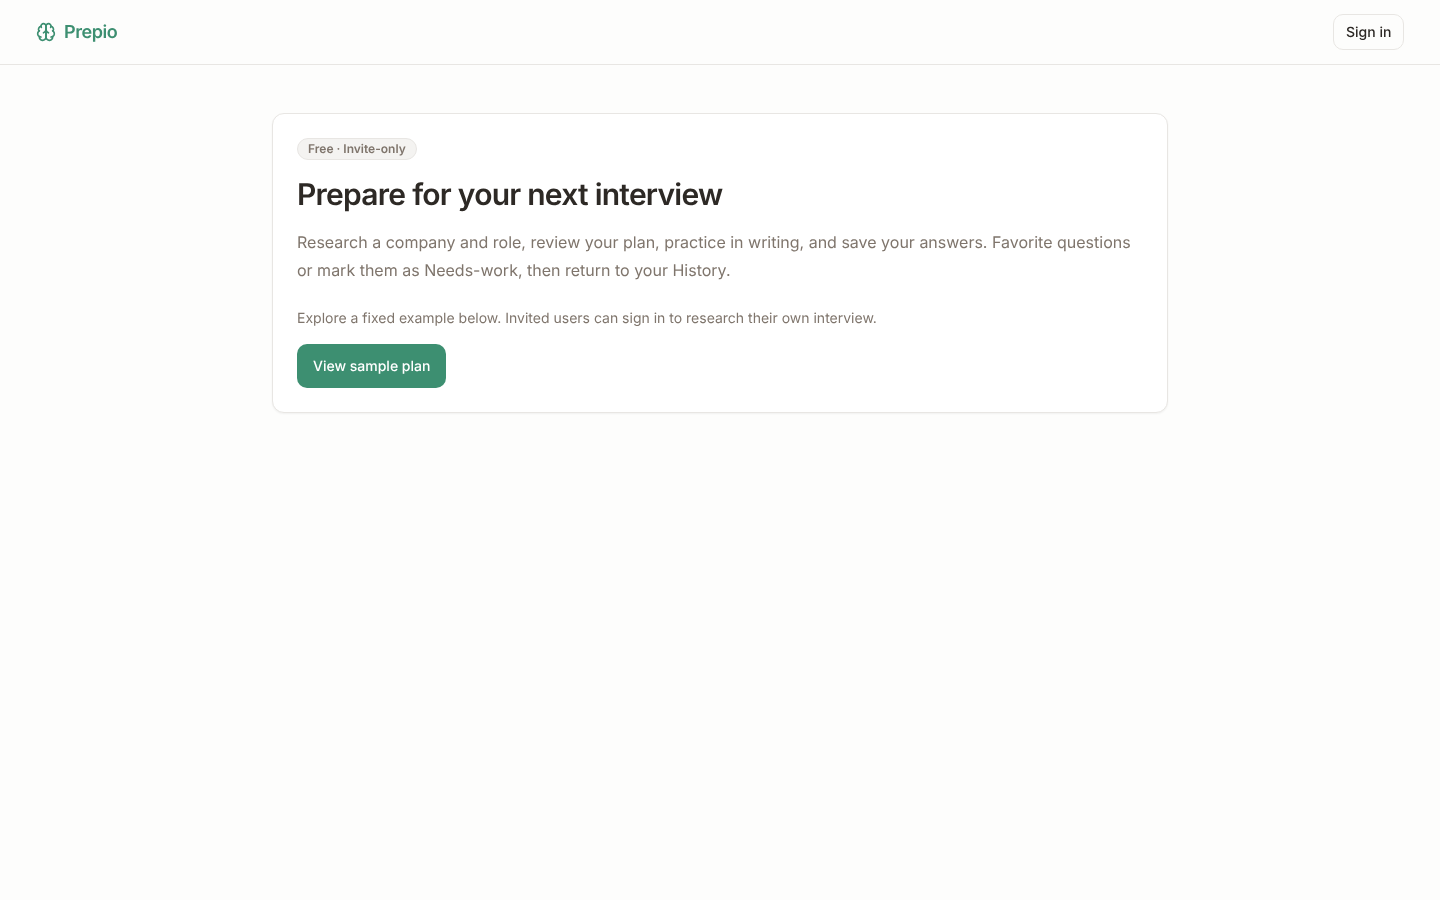 Prepio
Sign in
Free · Invite-only
Prepare for your next interview
Research a company and role, review your plan, practice in writing, and save your answers. Favorite questions
or mark them as Needs-work, then return to your History.
Explore a fixed example below. Invited users can sign in to research their own interview.
View sample plan